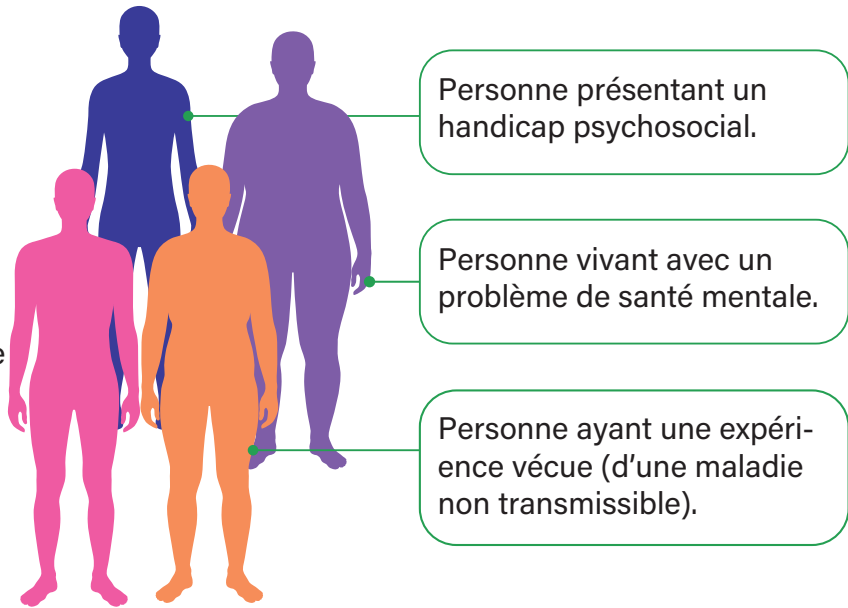 Personne présentant un
handicap psychosocial.
Personne vivant avec un
problème de santé mentale.
e
Personne ayant une expéri-
ence vécue (d'une maladie
non transmissible).